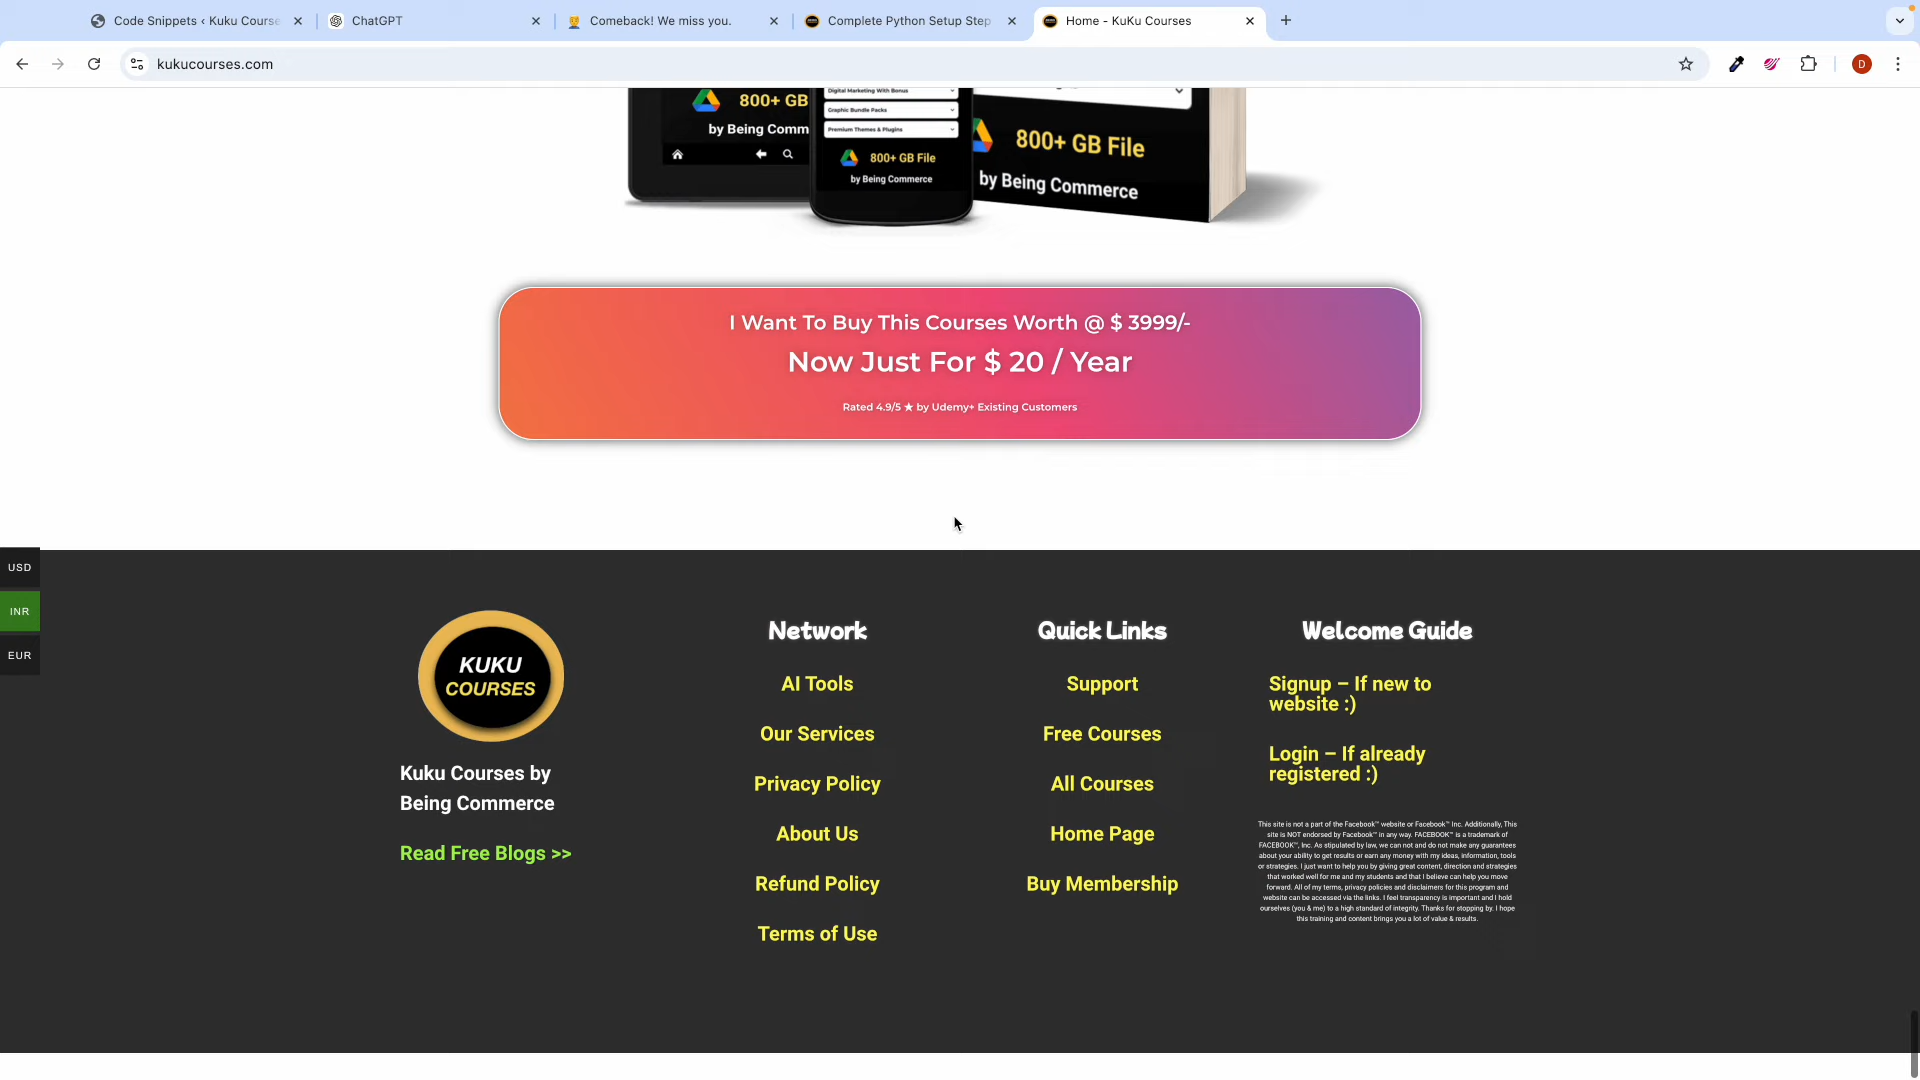 Code Snippets ‹ Kuku Course
ChatGPT
Comeback! We miss you.
Complete Python Setup Step
Home - KuKu Courses
kukucourses.com
D
800+ GB
by Being Comm
Digital Marketing With Bonus
Graphic Bundle Packs
Premium Themes & Plugins
800+ GB File
by Being Commerce
800+ GB File
by Being Commerce
I Want To Buy This Courses Worth @ $ 3999/-
Now Just For $ 20 / Year
Rated 4.9/5 ★ by Udemy+ Existing Customers
USD
INR
EUR
KUKU
COURSES
Kuku Courses by
Being Commerce
Read Free Blogs >>
Network
AI Tools
Our Services
Privacy Policy
About Us
Refund Policy
Terms of Use
Quick Links
Support
Free Courses
All Courses
Home Page
Buy Membership
Welcome Guide
Signup – If new to
website :)
Login – If already
registered :)
This site is not a part of the Facebook™ website or Facebook™ Inc. Additionally, This
site is NOT endorsed by Facebook™ in any way. FACEBOOK™ is a trademark of
FACEBOOK™, Inc. As stipulated by law, we can not and do not make any guarantees
about your ability to get results or earn any money with my ideas, information, tools
or strategies. I just want to help you by giving great content, direction and strategies
that worked well for me and my students and that I believe can help you move
forward. All of my terms, privacy policies and disclaimers for this program and
website can be accessed via the links. I feel transparency is important and I hold
ourselves (you & me) to a high standard of integrity. Thanks for stopping by. I hope
this training and content brings you a lot of value & results.